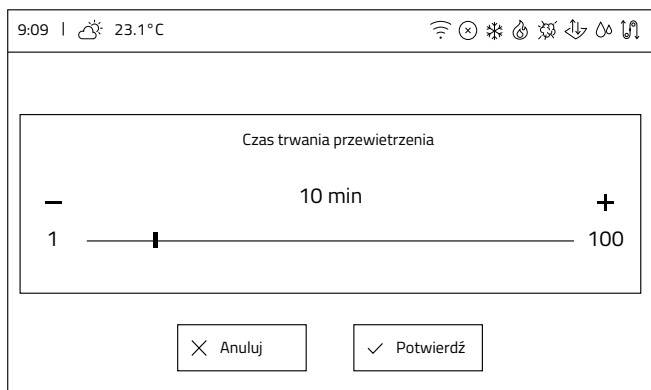 9:09 | 23.1°C
Czas trwania przewietrzenia
10 min
− +
1 100
Anuluj Potwierdź